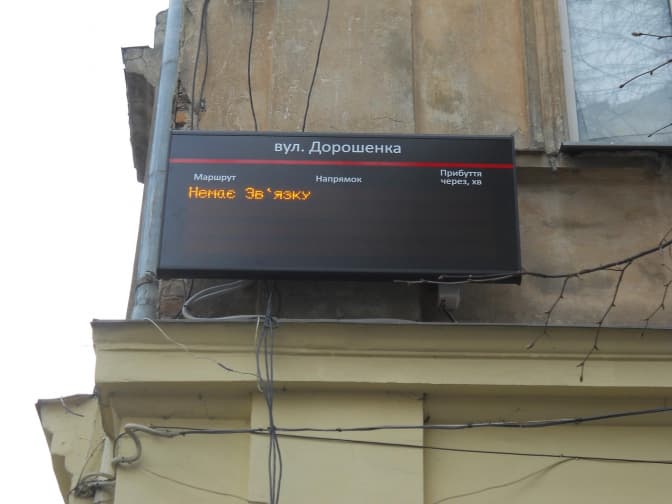 вул. Дорошенка
Маршрут Напрямок Прибуття через, хв
Немає Зв'язку